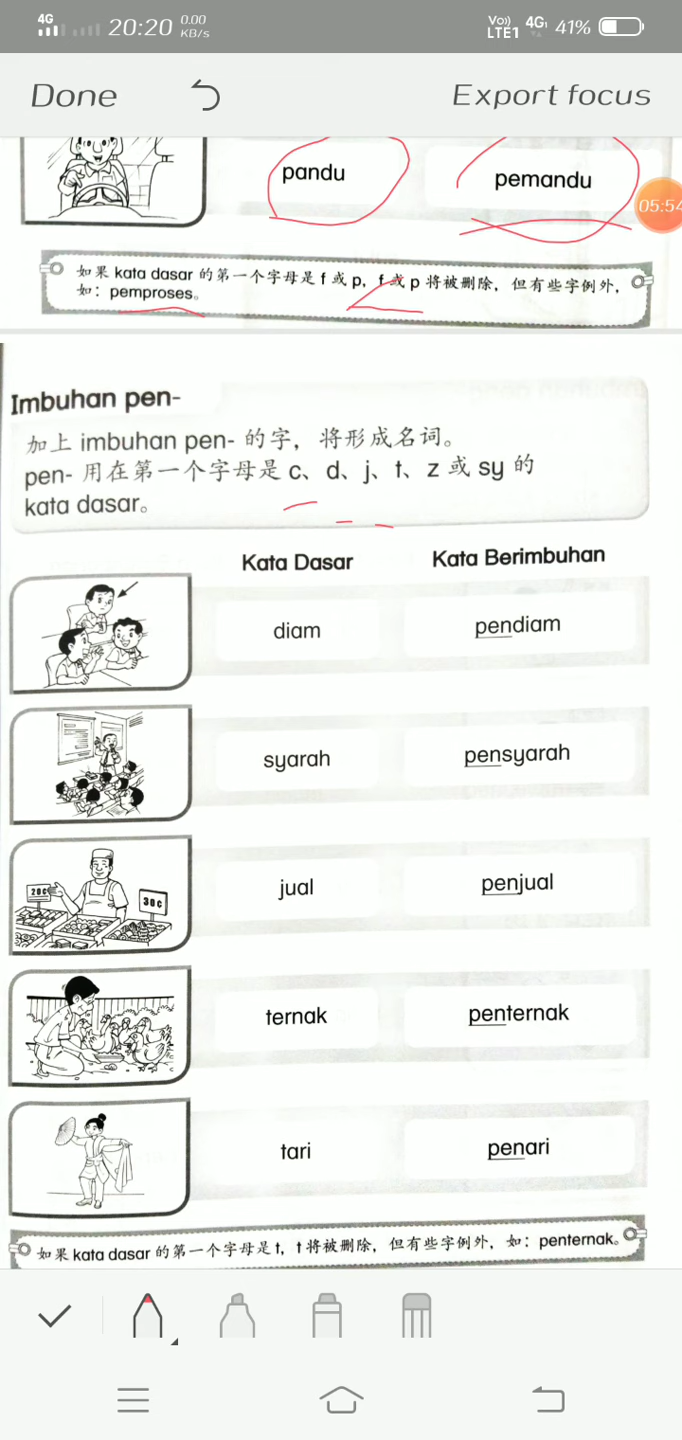 4G 20:20 0.00 KB/s Vo)) LTE1 4G1 41%
Done Export focus
pandu pemandu
05:54
如果 kata dasar 的第一个字母是 f 或 p，f 或 p 将被删除，但有些字例外，
如：pemproses。
Imbuhan pen-
加上 imbuhan pen- 的字，将形成名词。
pen- 用在第一个字母是 c、d、j、t、z 或 sy 的
kata dasar。
Kata Dasar Kata Berimbuhan
diam pendiam
syarah pensyarah
20¢ 30¢ jual penjual
ternak penternak
tari penari
如果 kata dasar 的第一个字母是 t，t 将被删除，但有些字例外，如：penternak。